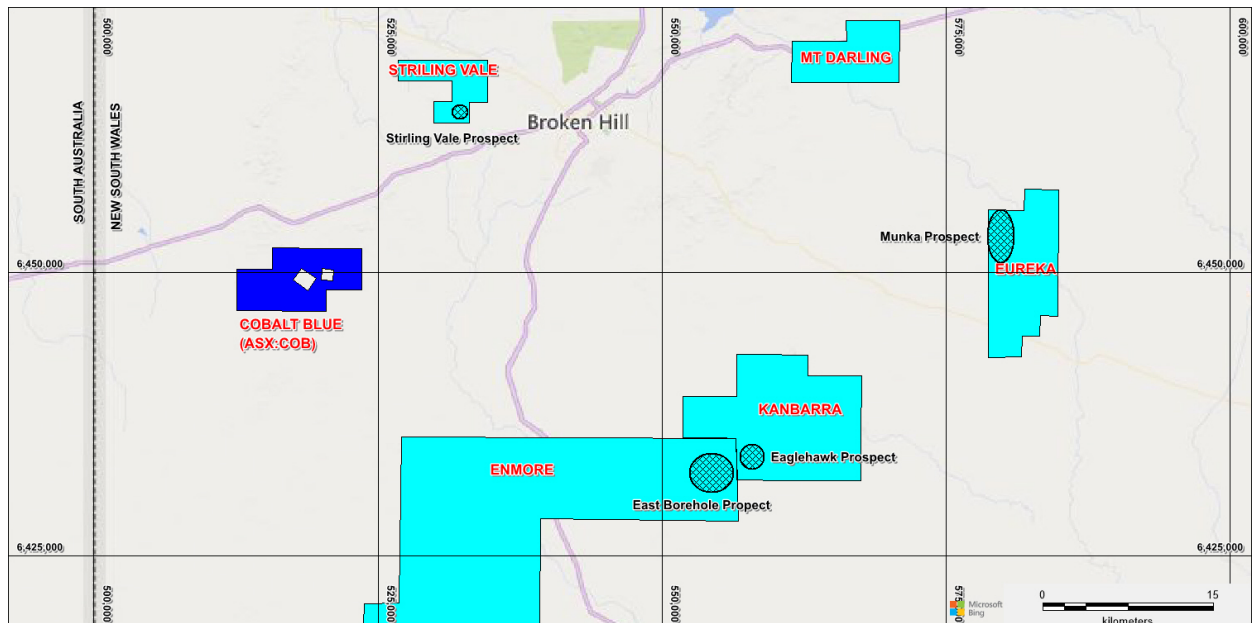 500,000
525,000
550,000
575,000
600,000
STRILING VALE
MT DARLING
Broken Hill
Stirling Vale Prospect
SOUTH AUSTRALIA
NEW SOUTH WALES
Munka Prospect
6,450,000
EUREKA
6,450,000
COBALT BLUE
(ASX:COB)
KANBARRA
Eaglehawk Prospect
ENMORE
East Borehole Propect
6,425,000
6,425,000
500,000
525,000
550,000
575,000
0
15
Microsoft
Bing
kilometers